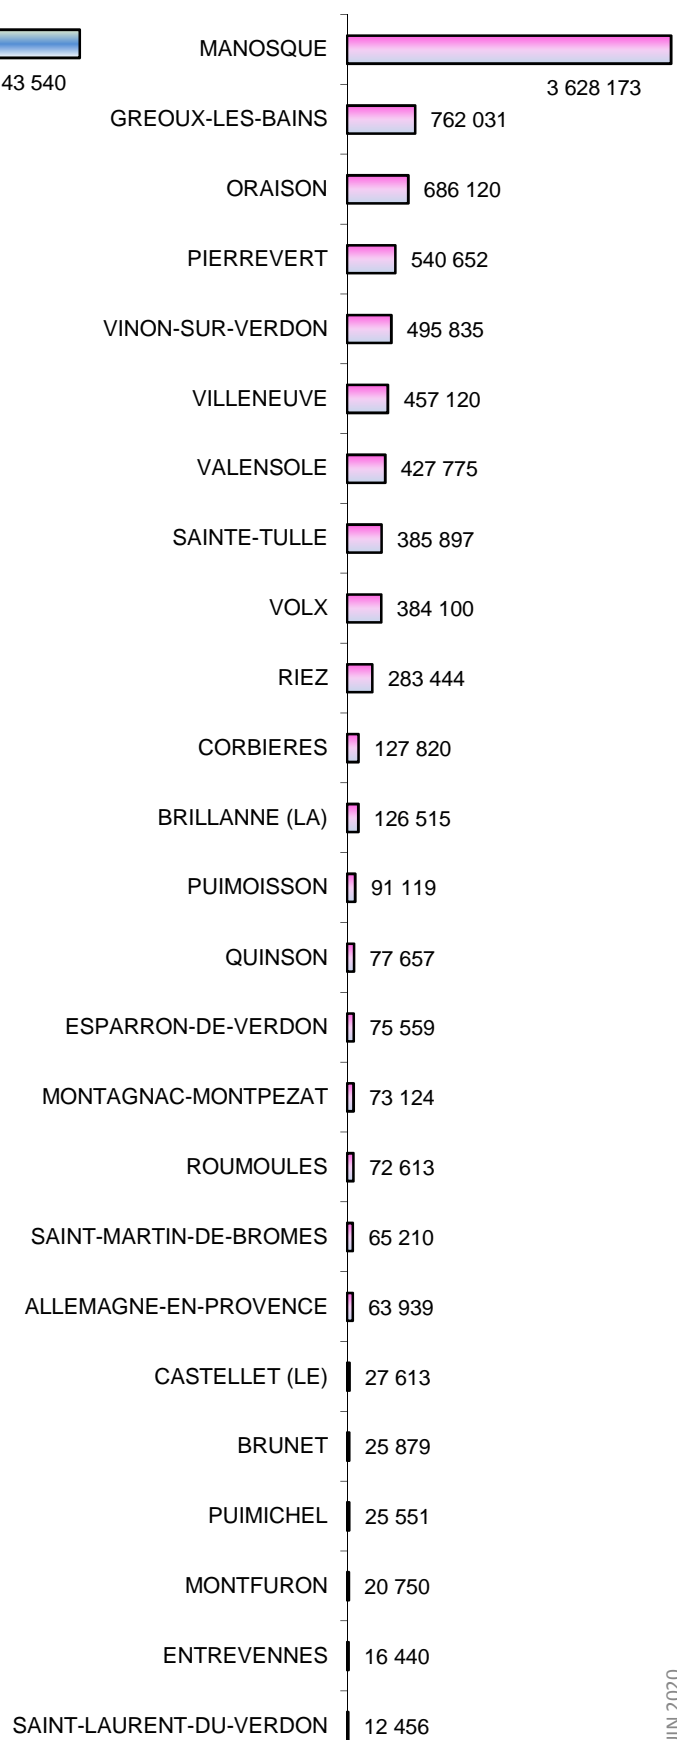 MANOSQUE
43 540
3 628 173
GREOUX-LES-BAINS 762 031
ORAISON 686 120
PIERREVERT 540 652
VINON-SUR-VERDON 495 835
VILLENEUVE 457 120
VALENSOLE 427 775
SAINTE-TULLE 385 897
VOLX 384 100
RIEZ 283 444
CORBIERES 127 820
BRILLANNE (LA) 126 515
PUIMOISSON 91 119
QUINSON 77 657
ESPARRON-DE-VERDON 75 559
MONTAGNAC-MONTPEZAT 73 124
ROUMOULES 72 613
SAINT-MARTIN-DE-BROMES 65 210
ALLEMAGNE-EN-PROVENCE 63 939
CASTELLET (LE) 27 613
BRUNET 25 879
PUIMICHEL 25 551
MONTFURON 20 750
ENTREVENNES 16 440
SAINT-LAURENT-DU-VERDON 12 456